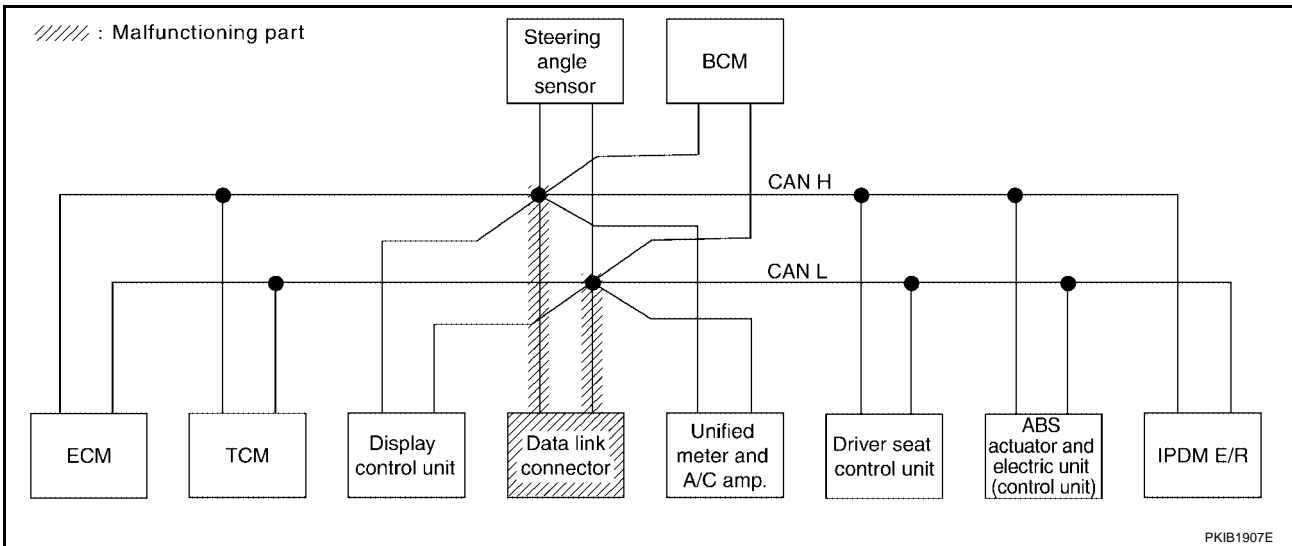 : Malfunctioning part
Steering
angle
sensor
BCM
CAN H
CAN L
ECM
TCM
Display
control unit
Data link
connector
Unified
meter and
A/C amp.
Driver seat
control unit
ABS
actuator and
electric unit
(control unit)
IPDM E/R
PKIB1907E